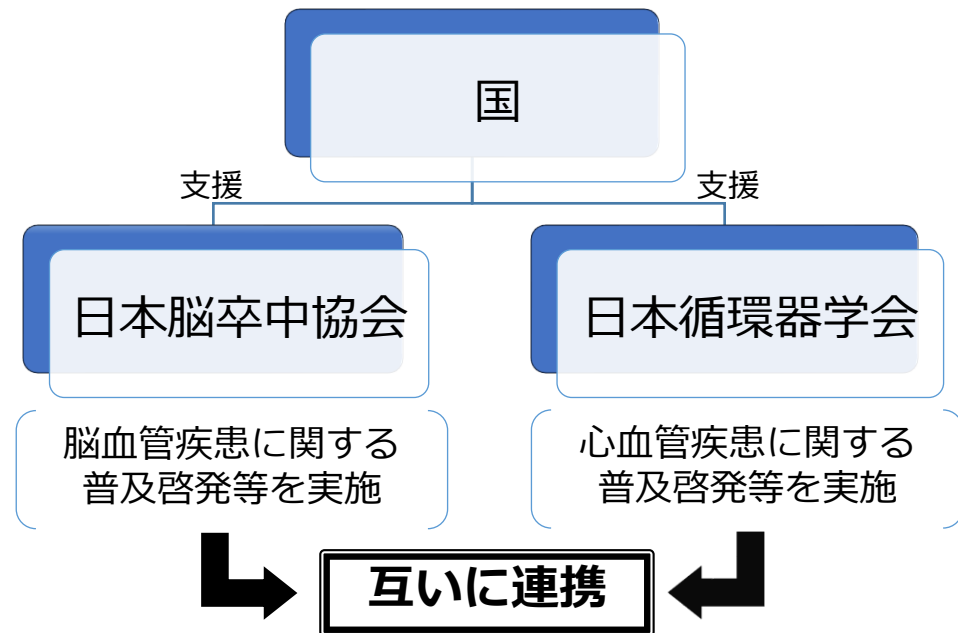 国
支援
支援
日本脳卒中協会
日本循環器学会
脳血管疾患に関する
普及啓発等を実施
心血管疾患に関する
普及啓発等を実施
互いに連携